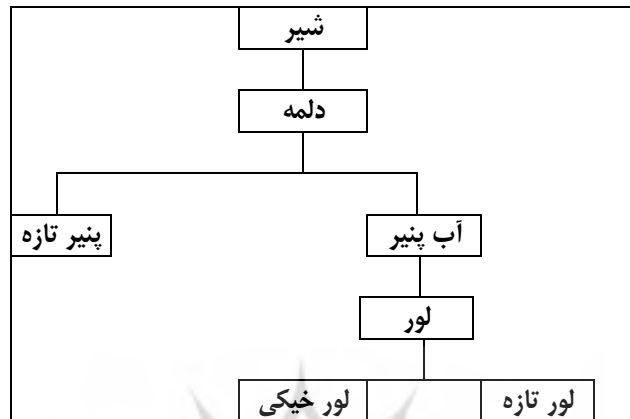 شیر
دلمه
آب پنیر
پنیر تازه
لور
لور تازه
لور خیکی